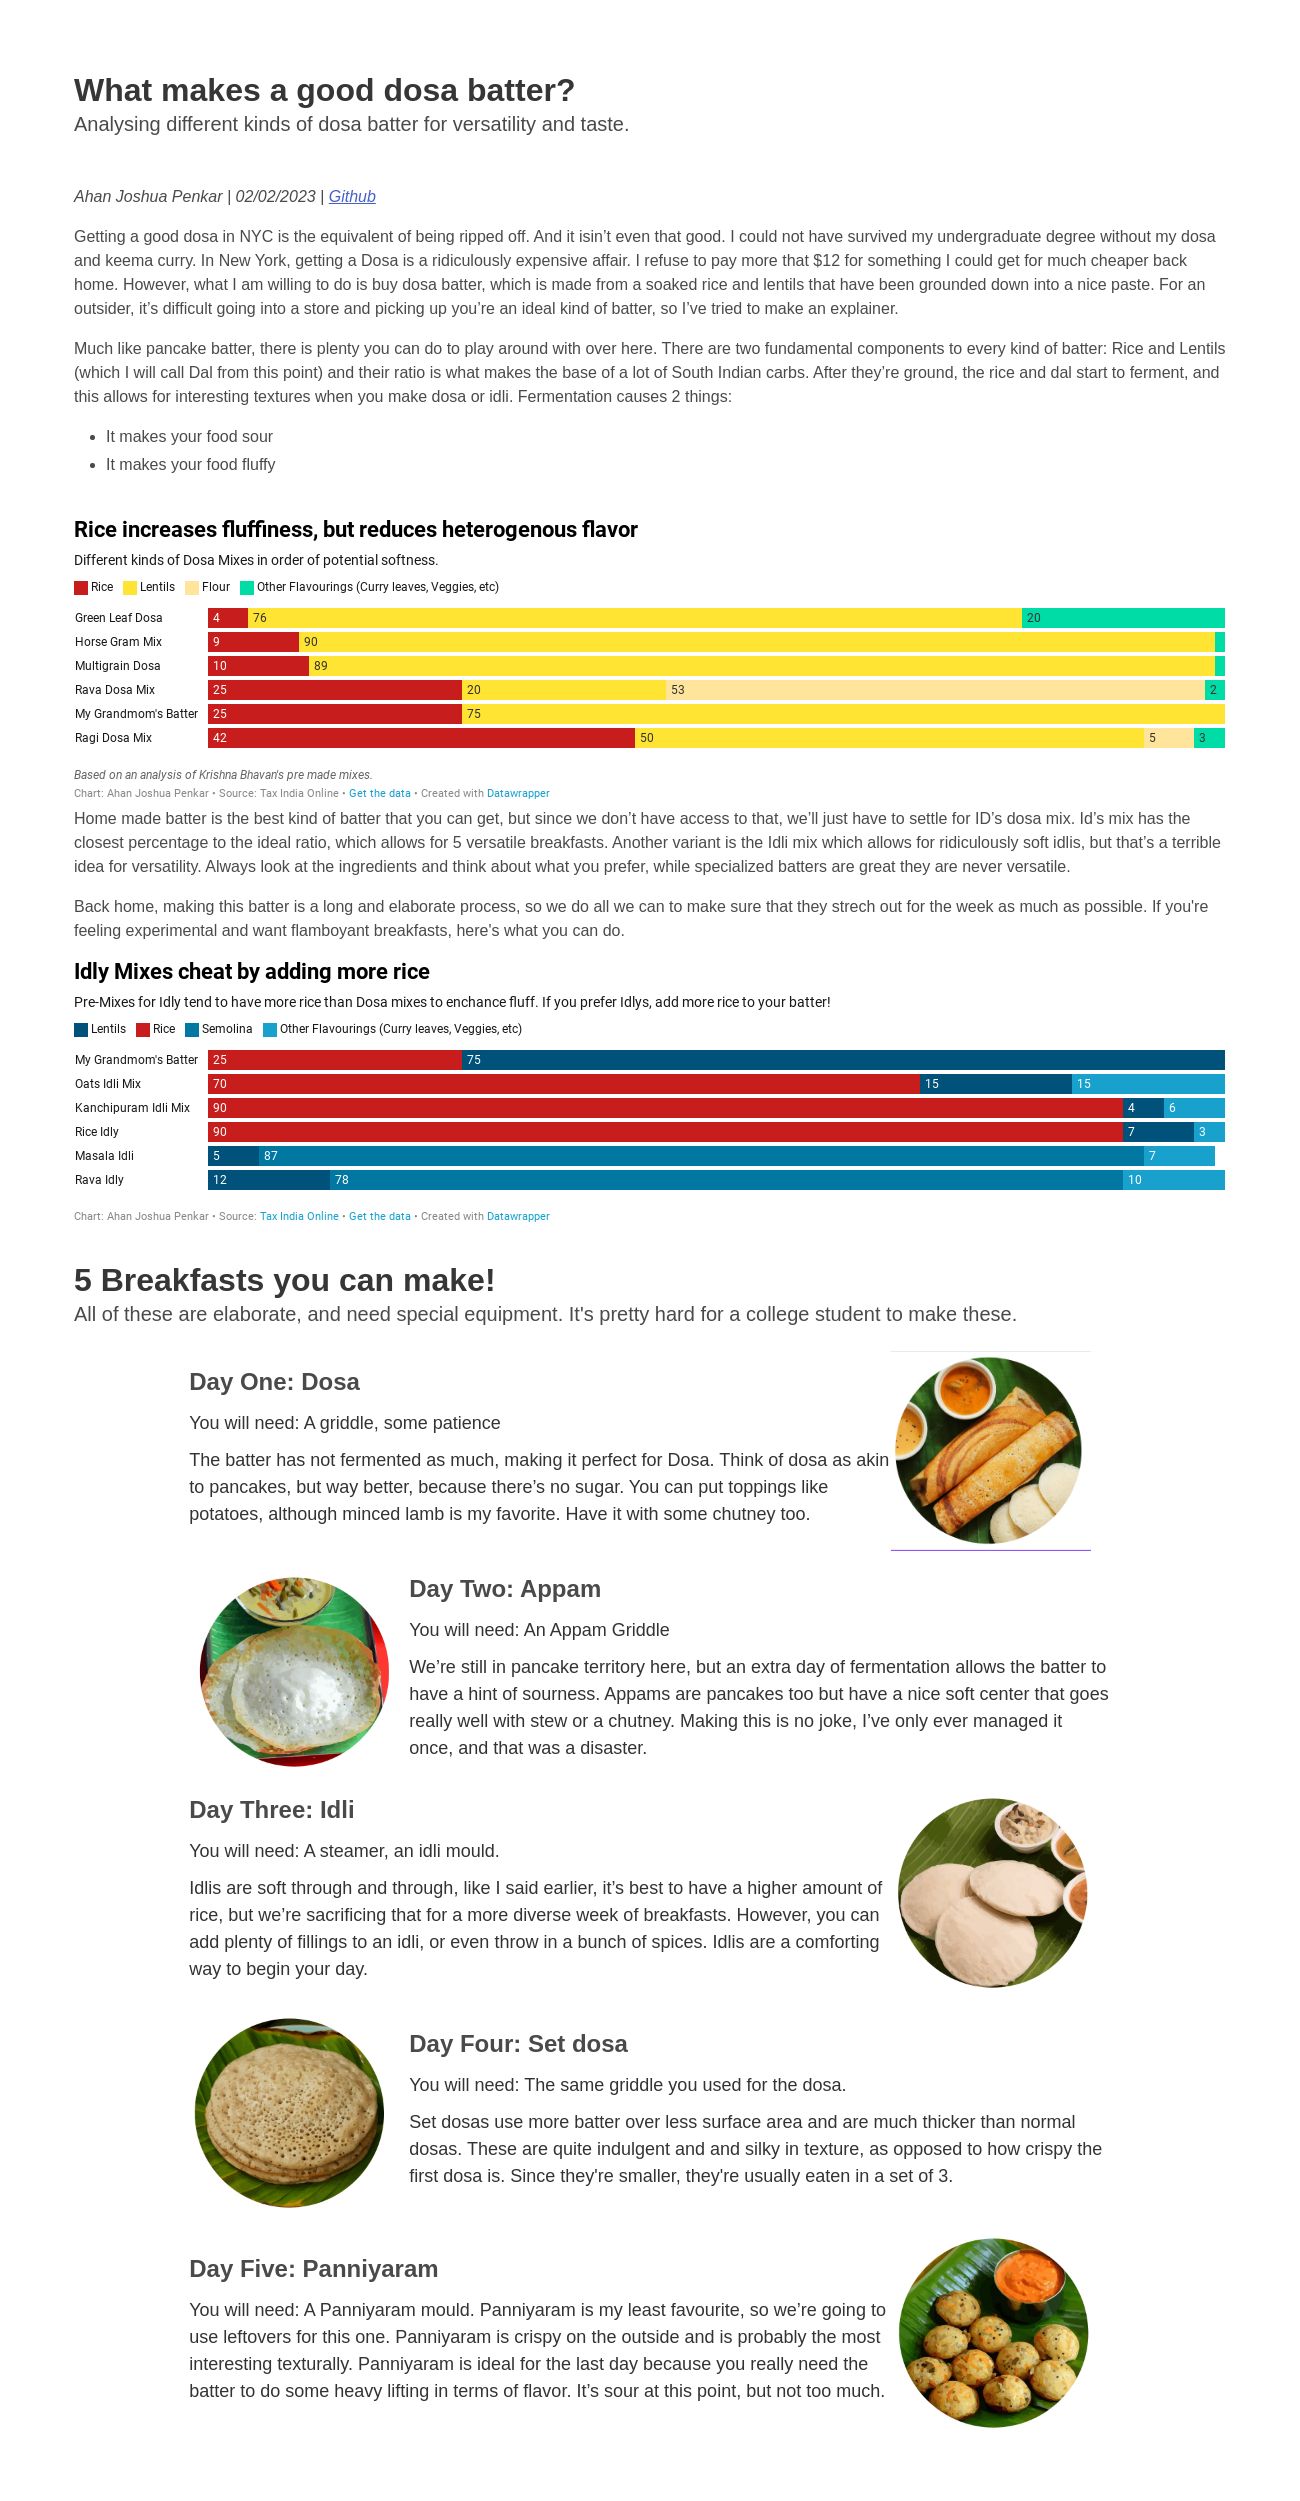 What makes a good dosa batter?
Analysing different kinds of dosa batter for versatility and taste.
Ahan Joshua Penkar | 02/02/2023 | Github
Getting a good dosa in NYC is the equivalent of being ripped off. And it isin’t even that good. I could not have survived my undergraduate degree without my dosa
and keema curry. In New York, getting a Dosa is a ridiculously expensive affair. I refuse to pay more that $12 for something I could get for much cheaper back
home. However, what I am willing to do is buy dosa batter, which is made from a soaked rice and lentils that have been grounded down into a nice paste. For an
outsider, it’s difficult going into a store and picking up you’re an ideal kind of batter, so I’ve tried to make an explainer.
Much like pancake batter, there is plenty you can do to play around with over here. There are two fundamental components to every kind of batter: Rice and Lentils
(which I will call Dal from this point) and their ratio is what makes the base of a lot of South Indian carbs. After they’re ground, the rice and dal start to ferment, and
this allows for interesting textures when you make dosa or idli. Fermentation causes 2 things:
• It makes your food sour
• It makes your food fluffy
Rice increases fluffiness, but reduces heterogenous flavor
Different kinds of Dosa Mixes in order of potential softness.
Rice Lentils Flour Other Flavourings (Curry leaves, Veggies, etc)
Green Leaf Dosa 4 76 20
Horse Gram Mix 9 90
Multigrain Dosa 10 89
Rava Dosa Mix 25 20 53 2
My Grandmom's Batter 25 75
Ragi Dosa Mix 42 50 5 3
Based on an analysis of Krishna Bhavan's pre made mixes.
Chart: Ahan Joshua Penkar • Source: Tax India Online • Get the data • Created with Datawrapper
Home made batter is the best kind of batter that you can get, but since we don’t have access to that, we’ll just have to settle for ID’s dosa mix. Id’s mix has the
closest percentage to the ideal ratio, which allows for 5 versatile breakfasts. Another variant is the Idli mix which allows for ridiculously soft idlis, but that’s a terrible
idea for versatility. Always look at the ingredients and think about what you prefer, while specialized batters are great they are never versatile.
Back home, making this batter is a long and elaborate process, so we do all we can to make sure that they strech out for the week as much as possible. If you're
feeling experimental and want flamboyant breakfasts, here's what you can do.
Idly Mixes cheat by adding more rice
Pre-Mixes for Idly tend to have more rice than Dosa mixes to enchance fluff. If you prefer Idlys, add more rice to your batter!
Lentils Rice Semolina Other Flavourings (Curry leaves, Veggies, etc)
My Grandmom's Batter 25 75
Oats Idli Mix 70 15 15
Kanchipuram Idli Mix 90 4 6
Rice Idly 90 7 3
Masala Idli 5 87 7
Rava Idly 12 78 10
Chart: Ahan Joshua Penkar • Source: Tax India Online • Get the data • Created with Datawrapper
5 Breakfasts you can make!
All of these are elaborate, and need special equipment. It's pretty hard for a college student to make these.
Day One: Dosa
You will need: A griddle, some patience
The batter has not fermented as much, making it perfect for Dosa. Think of dosa as akin
to pancakes, but way better, because there’s no sugar. You can put toppings like
potatoes, although minced lamb is my favorite. Have it with some chutney too.
Day Two: Appam
You will need: An Appam Griddle
We’re still in pancake territory here, but an extra day of fermentation allows the batter to
have a hint of sourness. Appams are pancakes too but have a nice soft center that goes
really well with stew or a chutney. Making this is no joke, I’ve only ever managed it
once, and that was a disaster.
Day Three: Idli
You will need: A steamer, an idli mould.
Idlis are soft through and through, like I said earlier, it’s best to have a higher amount of
rice, but we’re sacrificing that for a more diverse week of breakfasts. However, you can
add plenty of fillings to an idli, or even throw in a bunch of spices. Idlis are a comforting
way to begin your day.
Day Four: Set dosa
You will need: The same griddle you used for the dosa.
Set dosas use more batter over less surface area and are much thicker than normal
dosas. These are quite indulgent and and silky in texture, as opposed to how crispy the
first dosa is. Since they're smaller, they're usually eaten in a set of 3.
Day Five: Panniyaram
You will need: A Panniyaram mould. Panniyaram is my least favourite, so we’re going to
use leftovers for this one. Panniyaram is crispy on the outside and is probably the most
interesting texturally. Panniyaram is ideal for the last day because you really need the
batter to do some heavy lifting in terms of flavor. It’s sour at this point, but not too much.